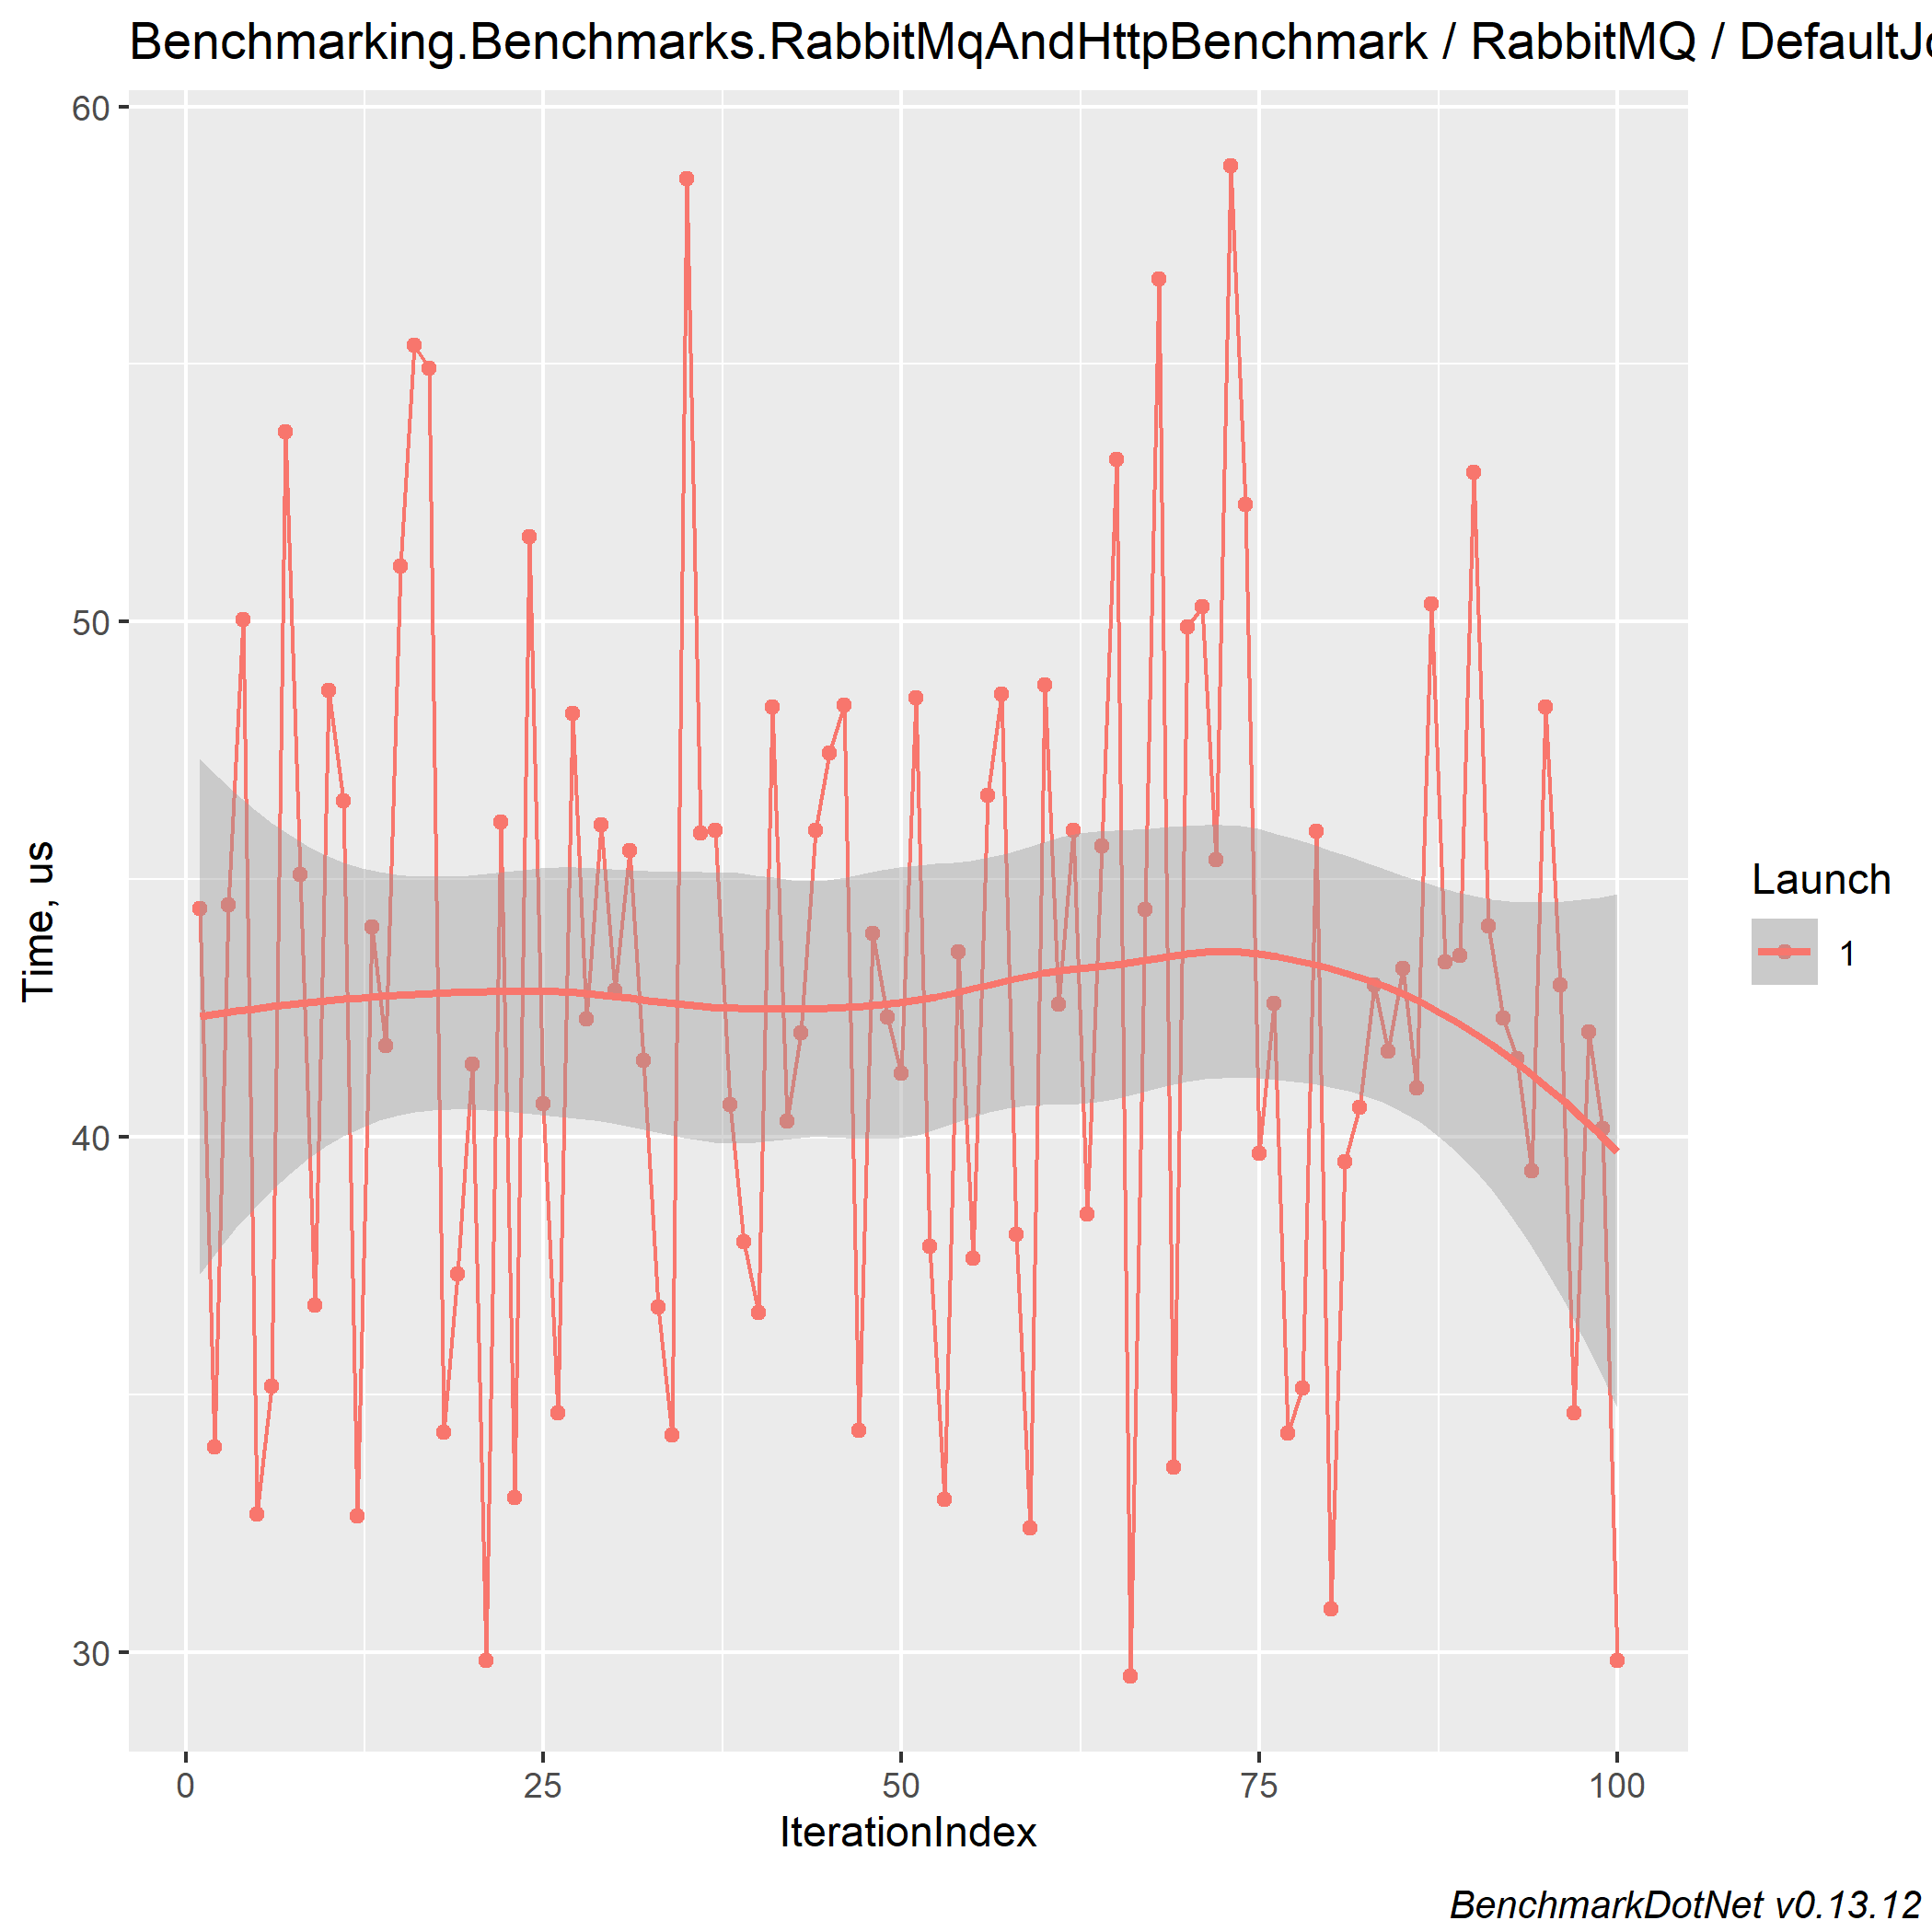 Benchmarking.Benchmarks.RabbitMqAndHttpBenchmark / RabbitMQ / DefaultJo
60
50
40
30
Time, us
0 25 50 75 100
IterationIndex
Launch
1
BenchmarkDotNet v0.13.12